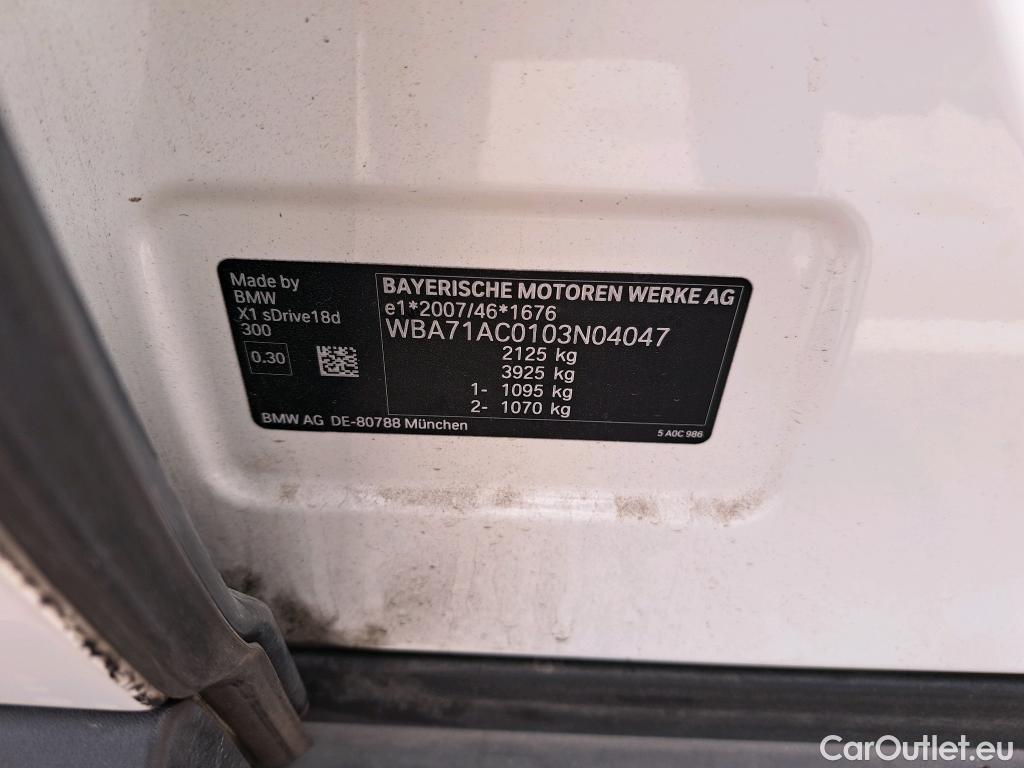 Made by
BMW
X1 sDrive18d
300
0.30
BAYERISCHE MOTOREN WERKE AG
e1*2007/46*1676
WBA71AC0103N04047
2125 kg
3925 kg
1- 1095 kg
2- 1070 kg
BMW AG DE-80788 München
5 A0C 986
CarOutlet.eu